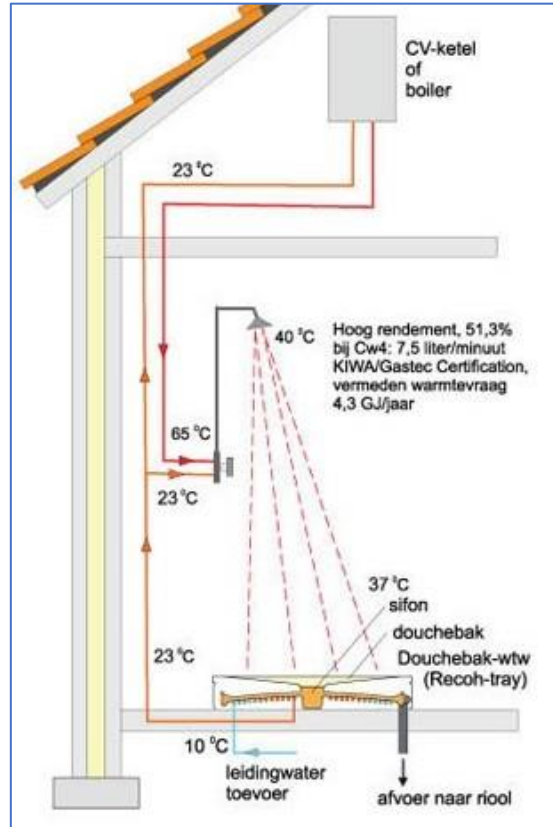 CV-ketel
of
boiler
23 °C
40 °C
Hoog rendement, 51,3%
bij Cw4: 7,5 liter/minuut
KIWA/Gastec Certification,
vermeden warmtevraag
4,3 GJ/jaar
65 °C
23 °C
37 °C
sifon
douchebak
23 °C
Douchebak-wtw
(Recoh-tray)
10 °C
leidingwater
toevoer
afvoer naar riool